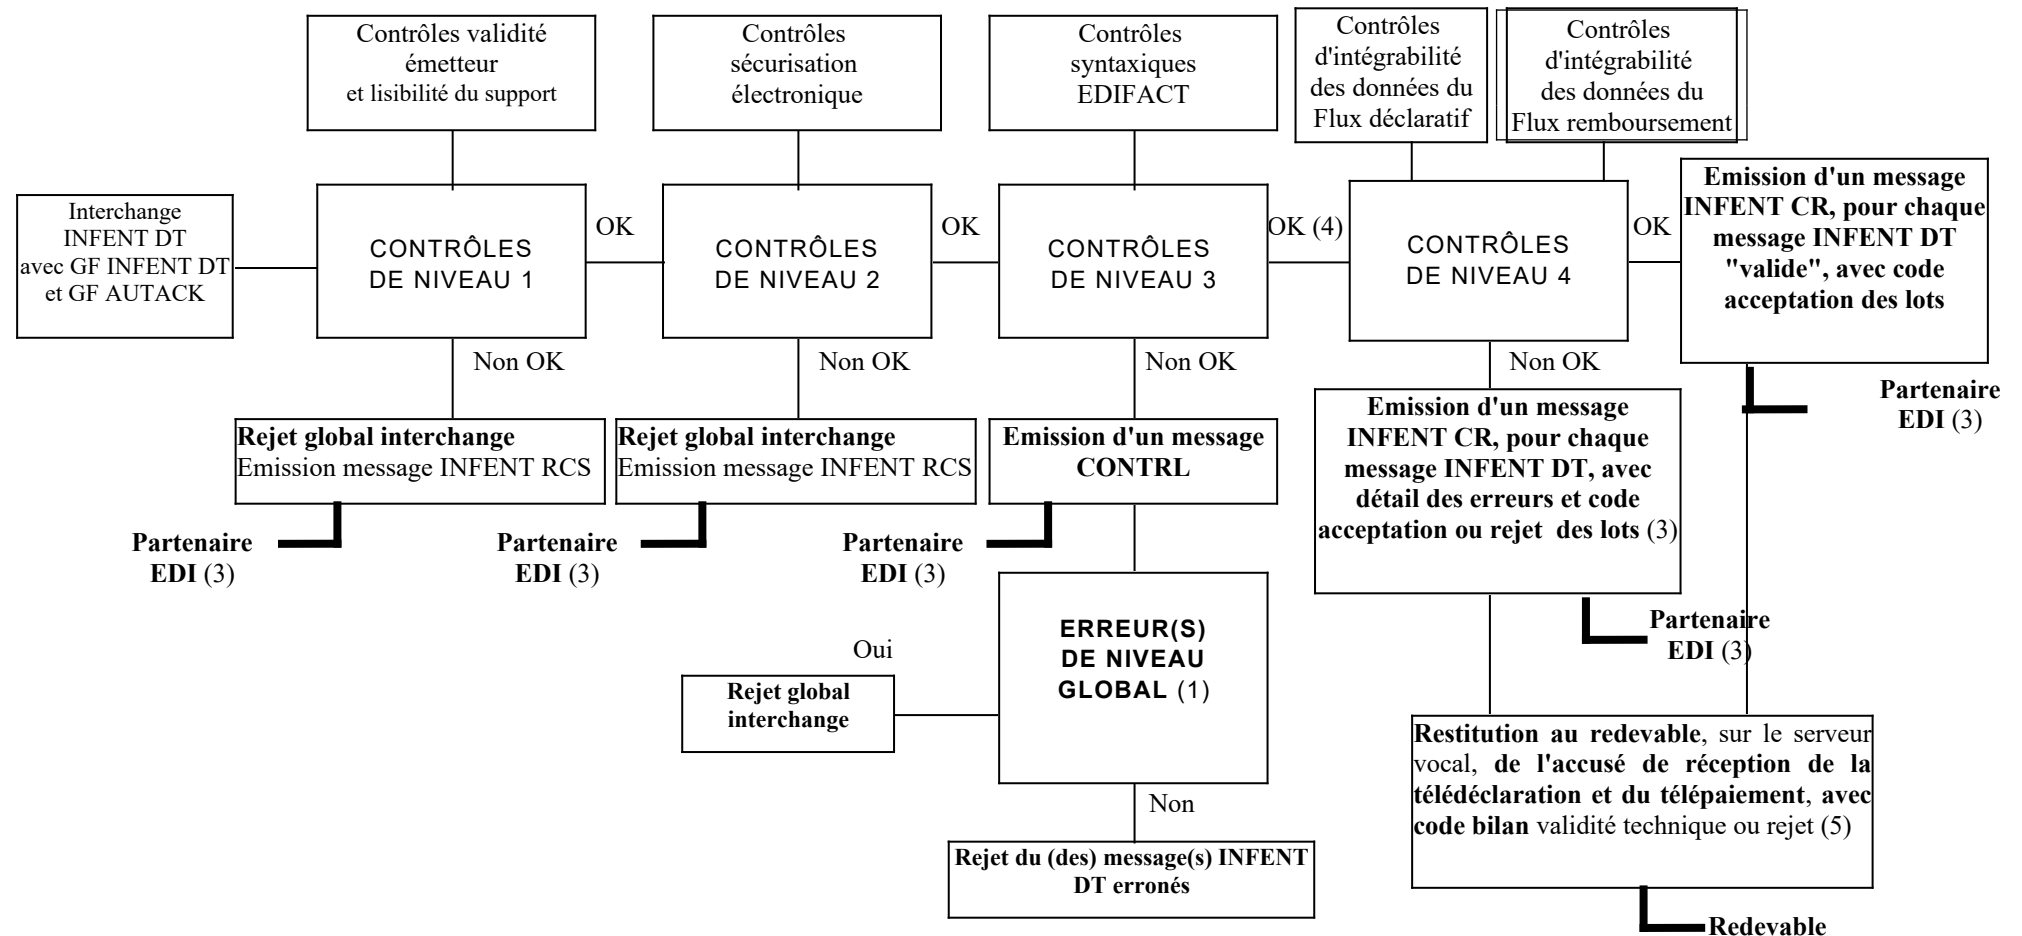 Contrôles validité
émetteur
et lisibilité du support
Contrôles
sécurisation
électronique
Contrôles
syntaxiques
EDIFACT
Contrôles
d'intégrabilité
des données du
Flux déclaratif
Contrôles
d'intégrabilité
des données du
Flux remboursement
Interchange
INFENT DT
avec GF INFENT DT
et GF AUTACK
CONTRÔLES
DE NIVEAU 1
OK
CONTRÔLES
DE NIVEAU 2
OK
CONTRÔLES
DE NIVEAU 3
OK (4)
CONTRÔLES
DE NIVEAU 4
OK
Emission d'un message
INFENT CR, pour chaque
message INFENT DT
"valide", avec code
acceptation des lots
Non OK
Non OK
Non OK
Non OK
Partenaire
EDI (3)
Rejet global interchange
Emission message INFENT RCS
Rejet global interchange
Emission message INFENT RCS
Emission d'un message
CONTRL
Emission d'un message
INFENT CR, pour chaque
message INFENT DT, avec
détail des erreurs et code
acceptation ou rejet des lots (3)
Partenaire
EDI (3)
Partenaire
EDI (3)
Partenaire
EDI (3)
Partenaire
EDI (3)
ERREUR(S)
DE NIVEAU
GLOBAL (1)
Oui
Rejet global
interchange
Non
Rejet du (des) message(s) INFENT
DT erronés
Restitution au redevable, sur le serveur
vocal, de l'accusé de réception de la
télédéclaration et du télépaiement, avec
code bilan validité technique ou rejet (5)
Redevable